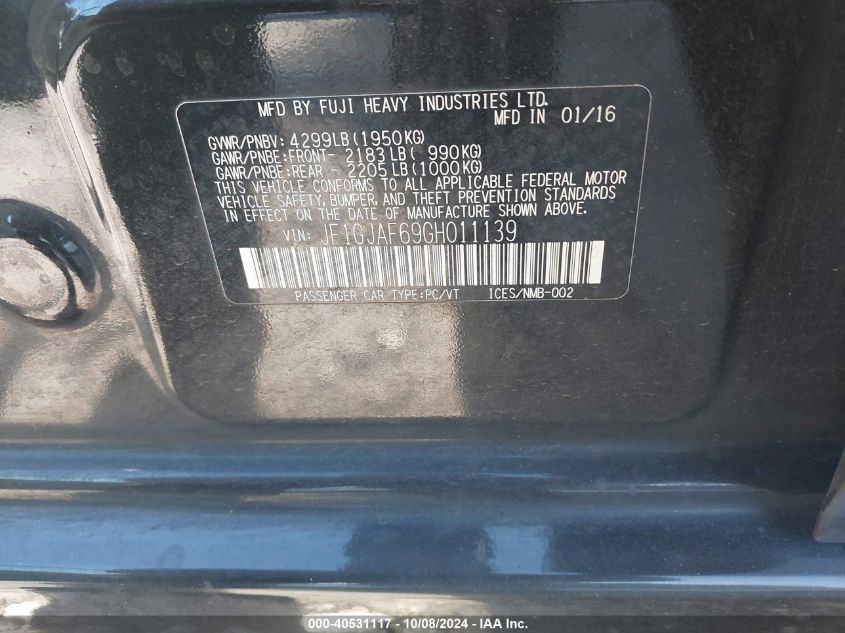 MFD BY FUJI HEAVY INDUSTRIES LTD.
MFD IN 01/16
GVWR/PNBV: 4299LB(1950KG)
GAWR/PNBE:FRONT- 2183LB( 990KG)
GAWR/PNBE:REAR - 2205LB(1000KG)
THIS VEHICLE CONFORMS TO ALL APPLICABLE FEDERAL MOTOR
VEHICLE SAFETY, BUMPER, AND THEFT PREVENTION STANDARDS
IN EFFECT ON THE DATE OF MANUFACTURE SHOWN ABOVE.
VIN: JF1GJAF69GH011139
PASSENGER CAR TYPE:PC/VT ICES/NMB-002
000-40531117 - 10/08/2024 - IAA Inc.